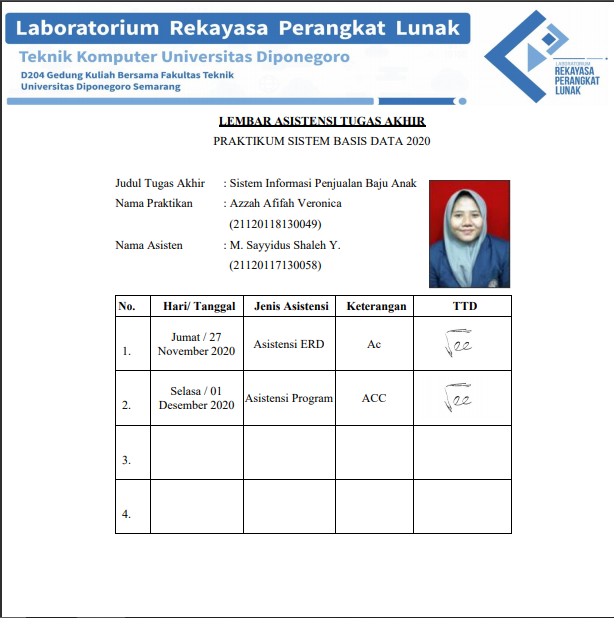 Laboratorium Rekayasa Perangkat Lunak
Teknik Komputer Universitas Diponegoro
D204 Gedung Kuliah Bersama Fakultas Teknik
Universitas Diponegoro Semarang
LABORATORIUM
REKAYASA
PERANGKAT
LUNAK
LEMBAR ASISTENSI TUGAS AKHIR
PRAKTIKUM SISTEM BASIS DATA 2020
Judul Tugas Akhir : Sistem Informasi Penjualan Baju Anak
Nama Praktikan : Azzah Afifah Veronica
(21120118130049)
Nama Asisten : M. Sayyidus Shaleh Y.
(21120117130058)
No. Hari/ Tanggal Jenis Asistensi Keterangan TTD
1. Jumat / 27 November 2020 Asistensi ERD Ac
2. Selasa / 01 Desember 2020 Asistensi Program ACC
3.
4.